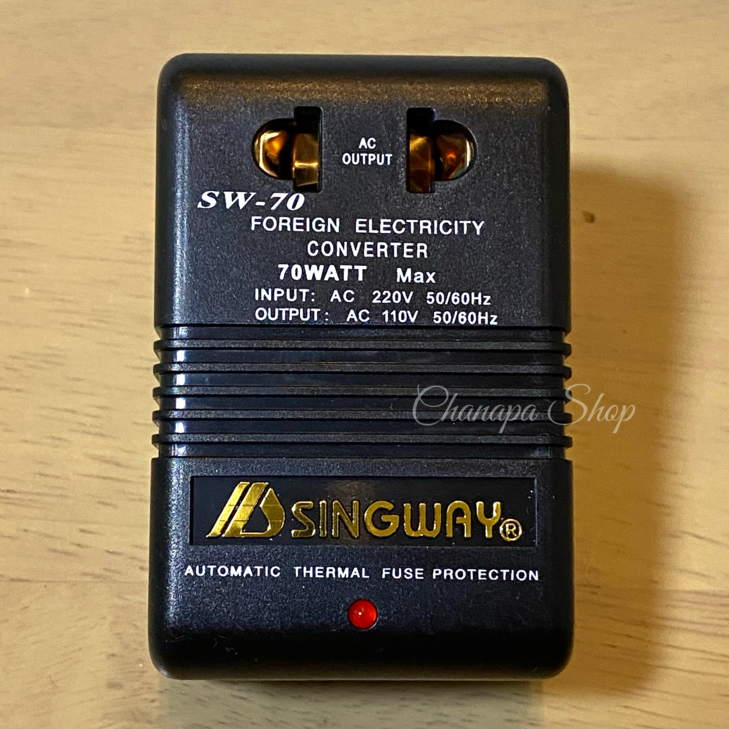 AC
OUTPUT
SW-70
FOREIGN ELECTRICITY
CONVERTER
70WATT Max
INPUT: AC 220V 50/60Hz
OUTPUT: AC 110V 50/60Hz
Chanapa Shop
SINGWAY®
AUTOMATIC THERMAL FUSE PROTECTION